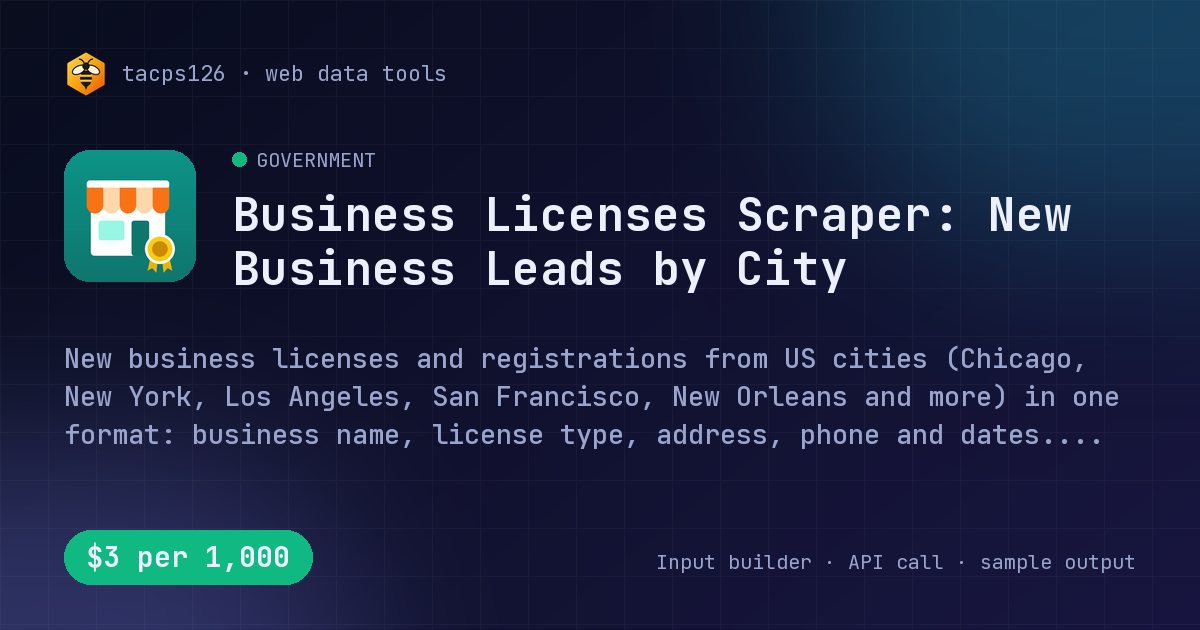 tacps126 · web data tools
GOVERNMENT
Business Licenses Scraper: New
Business Leads by City
New business licenses and registrations from US cities (Chicago,
New York, Los Angeles, San Francisco, New Orleans and more) in one
format: business name, license type, address, phone and dates....
$3 per 1,000
Input builder · API call · sample output